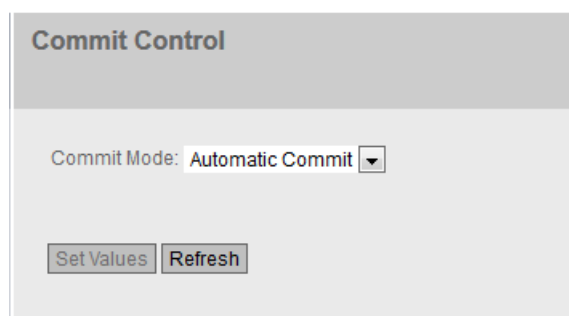 Commit Control
Commit Mode: Automatic Commit
Set Values Refresh